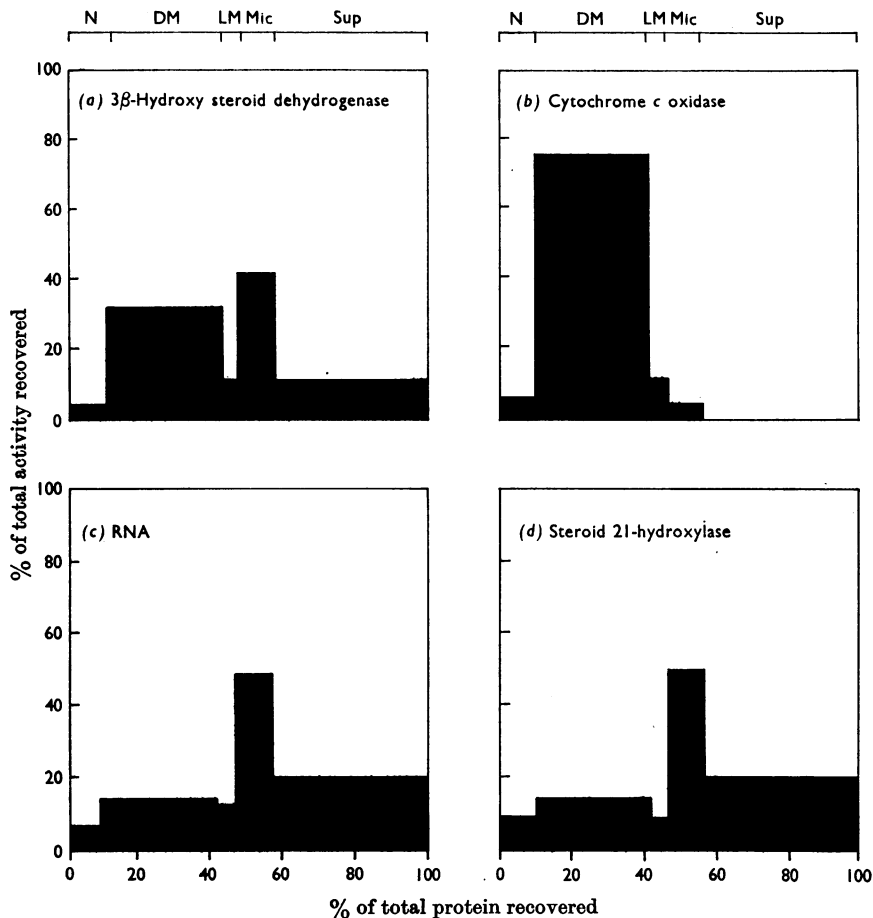 N DM LM Mic Sup
N DM LM Mic Sup
100
80
60
40
20
0
(a) 3β-Hydroxy steroid dehydrogenase
(b) Cytochrome c oxidase
% of total activity recovered
100
80
60
40
20
0
(c) RNA
(d) Steroid 21-hydroxylase
0 20 40 60 80 100
0 20 40 60 80 100
% of total protein recovered